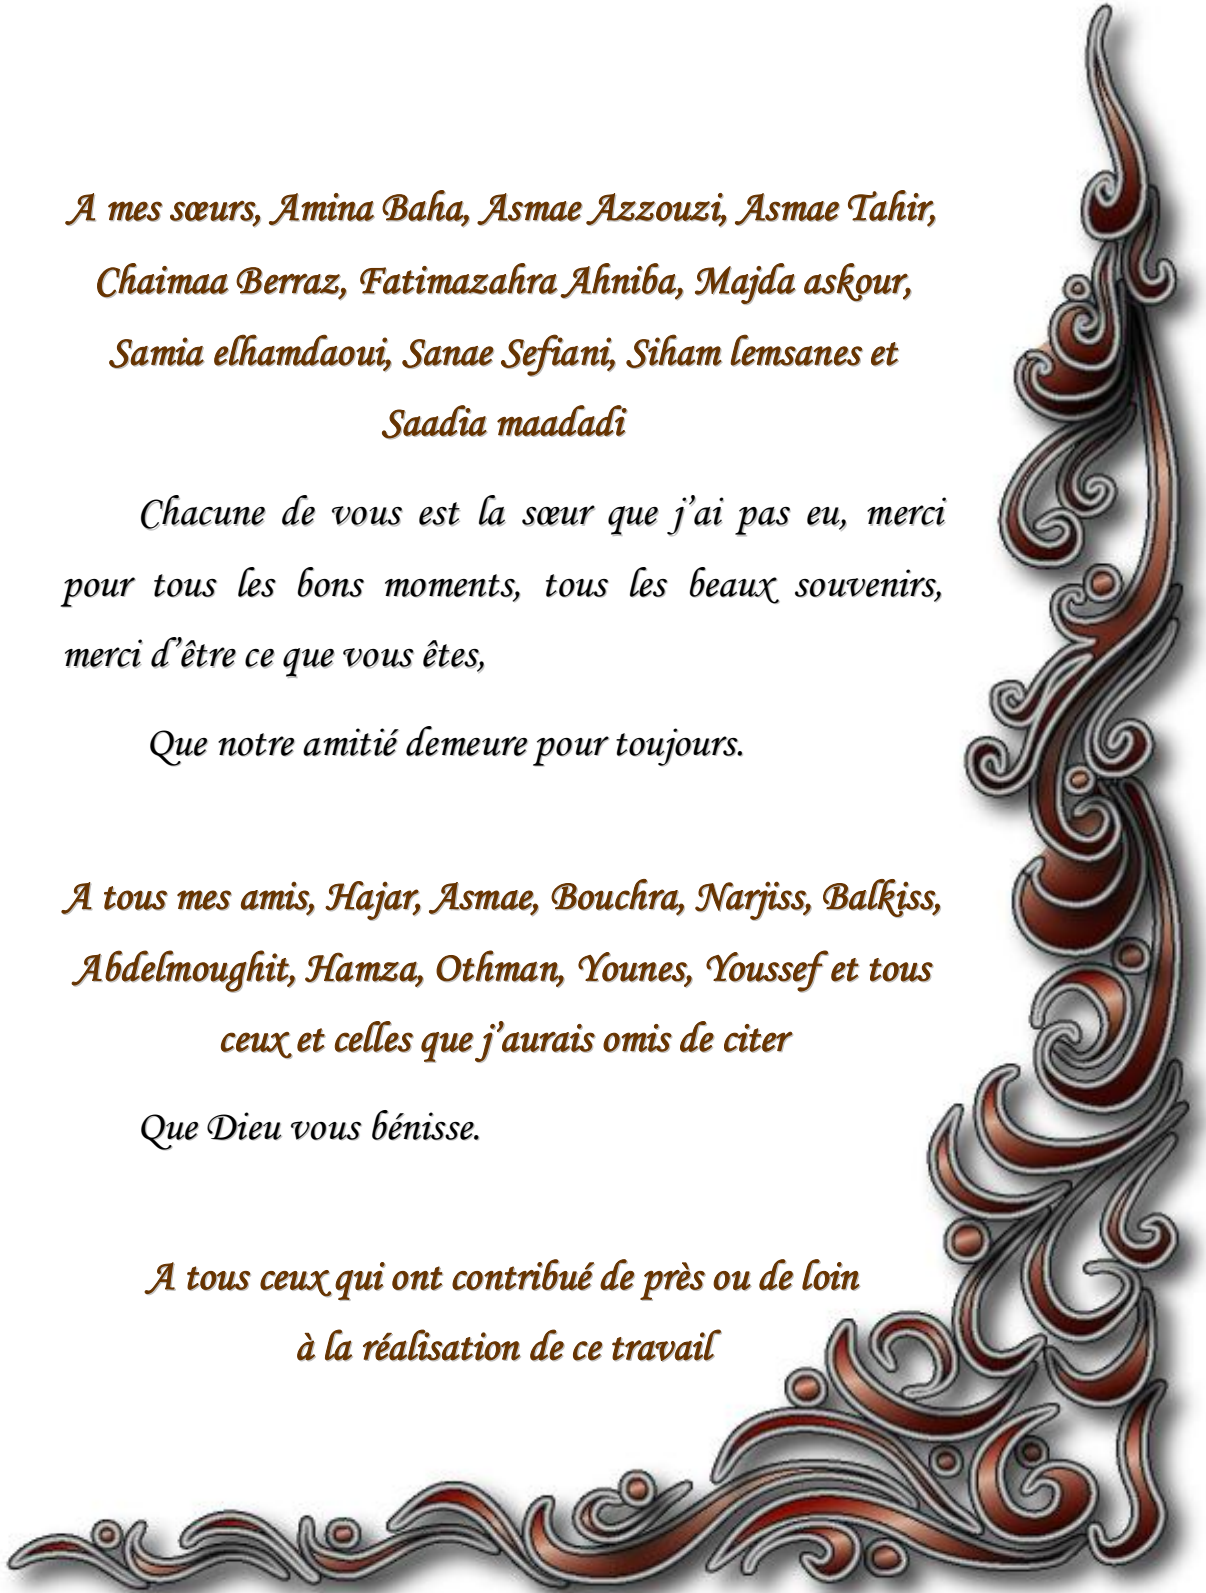 A mes sœurs, Amina Baha, Asmae Azzouzi, Asmae Tahir,
Chaimaa Berraz, Fatimazahra Ahniba, Majda askour,
Samia elhamdaoui, Sanae Sefiani, Siham lemsanes et
Saadia maadadi
Chacune de vous est la sœur que j’ai pas eu, merci
pour tous les bons moments, tous les beaux souvenirs,
merci d’être ce que vous êtes,
Que notre amitié demeure pour toujours.
A tous mes amis, Hajar, Asmae, Bouchra, Narjiss, Balkiss,
Abdelmoughit, Hamza, Othman, Younes, Youssef et tous
ceux et celles que j’aurais omis de citer
Que Dieu vous bénisse.
A tous ceux qui ont contribué de près ou de loin
à la réalisation de ce travail